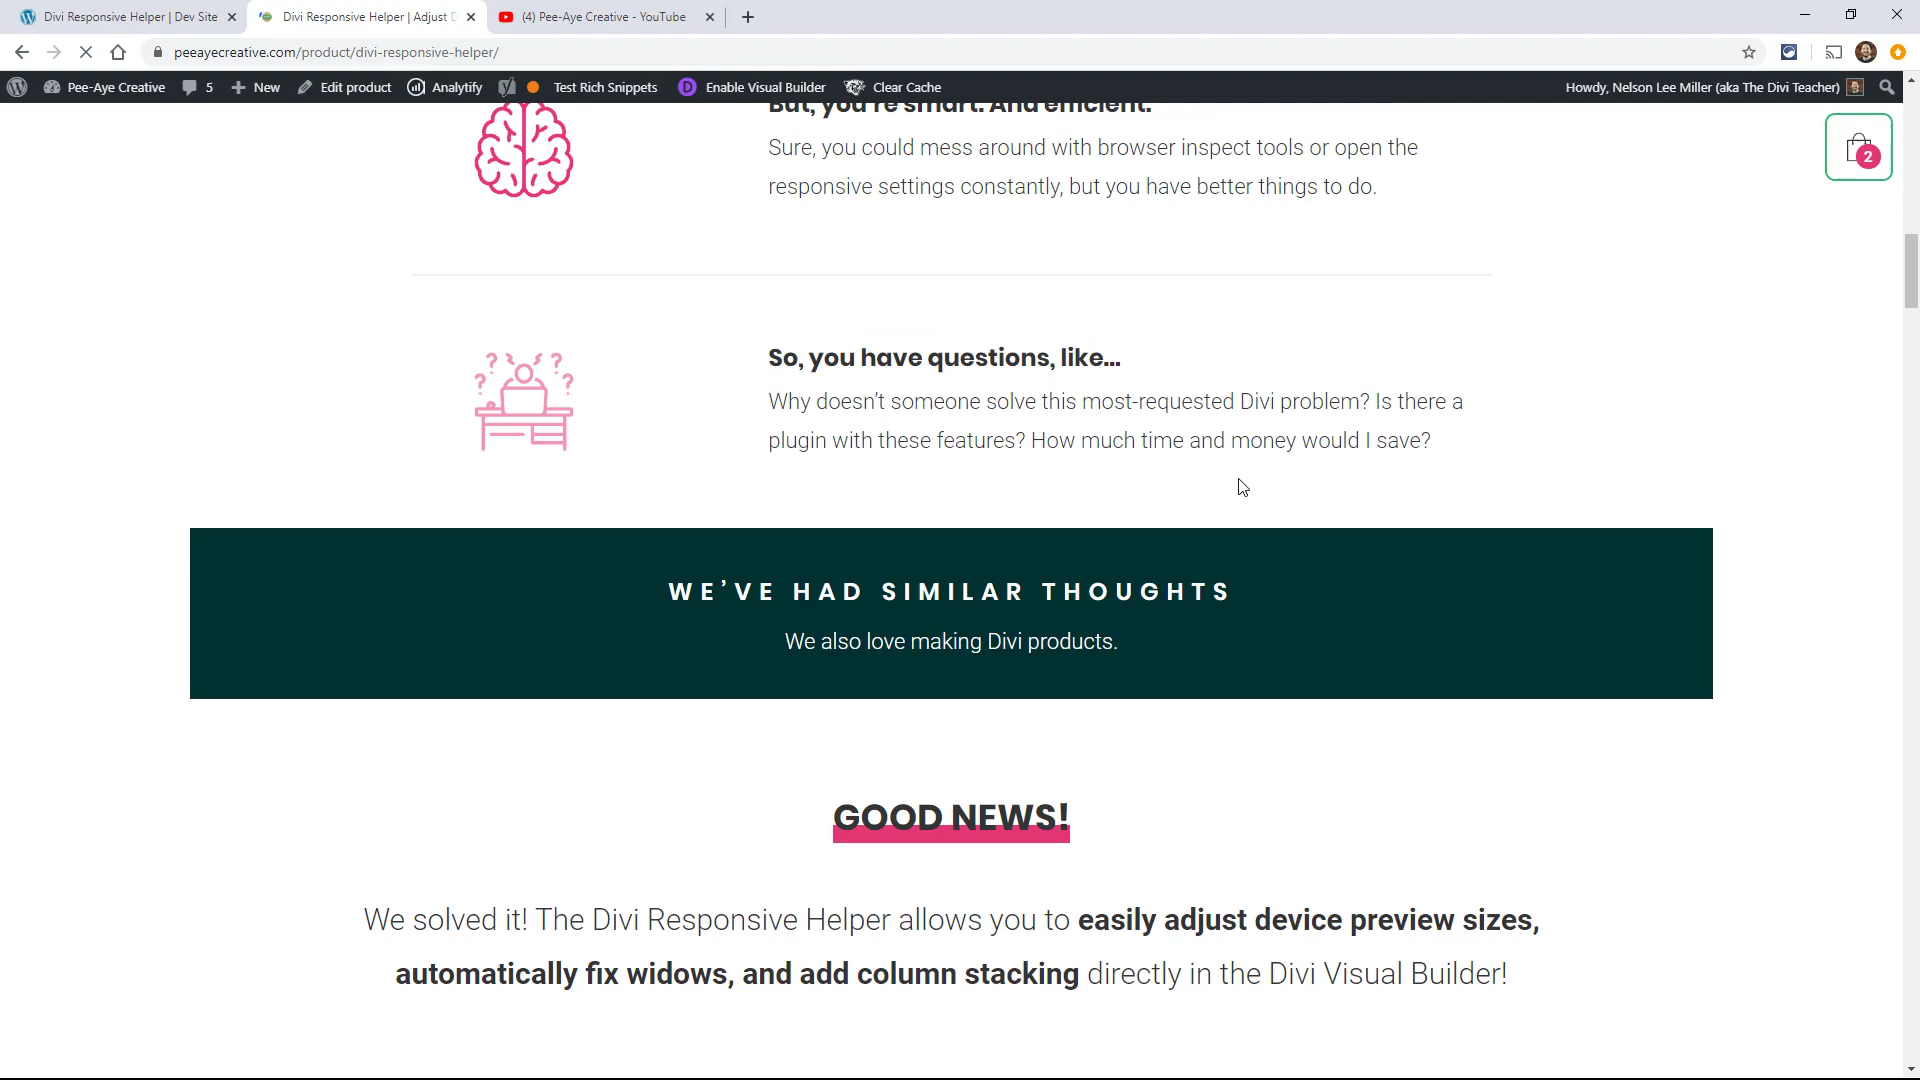 Divi Responsive Helper | Dev Site
Divi Responsive Helper | Adjust D
(4) Pee-Aye Creative - YouTube
peeayecreative.com/product/divi-responsive-helper/
Pee-Aye Creative
5
New
Edit product
Analytify
Test Rich Snippets
D
Enable Visual Builder
Clear Cache
Howdy, Nelson Lee Miller (aka The Divi Teacher)
2
But, you're smart. And efficient.
Sure, you could mess around with browser inspect tools or open the
responsive settings constantly, but you have better things to do.
So, you have questions, like...
Why doesn't someone solve this most-requested Divi problem? Is there a
plugin with these features? How much time and money would I save?
WE'VE HAD SIMILAR THOUGHTS
We also love making Divi products.
GOOD NEWS!
We solved it! The Divi Responsive Helper allows you to easily adjust device preview sizes,
automatically fix widows, and add column stacking directly in the Divi Visual Builder!